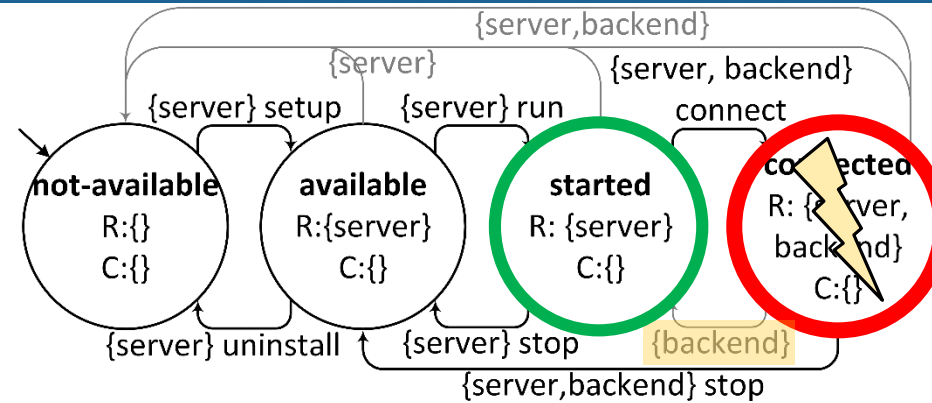 {server,backend}
{server}
{server, backend}
connect
{server} setup
{server} run
not-available
R:{}
C:{}
available
R:{server}
C:{}
started
R: {server}
C:{}
R:
backend}
C:{}
{server} uninstall
{server} stop
{backend}
{server,backend} stop